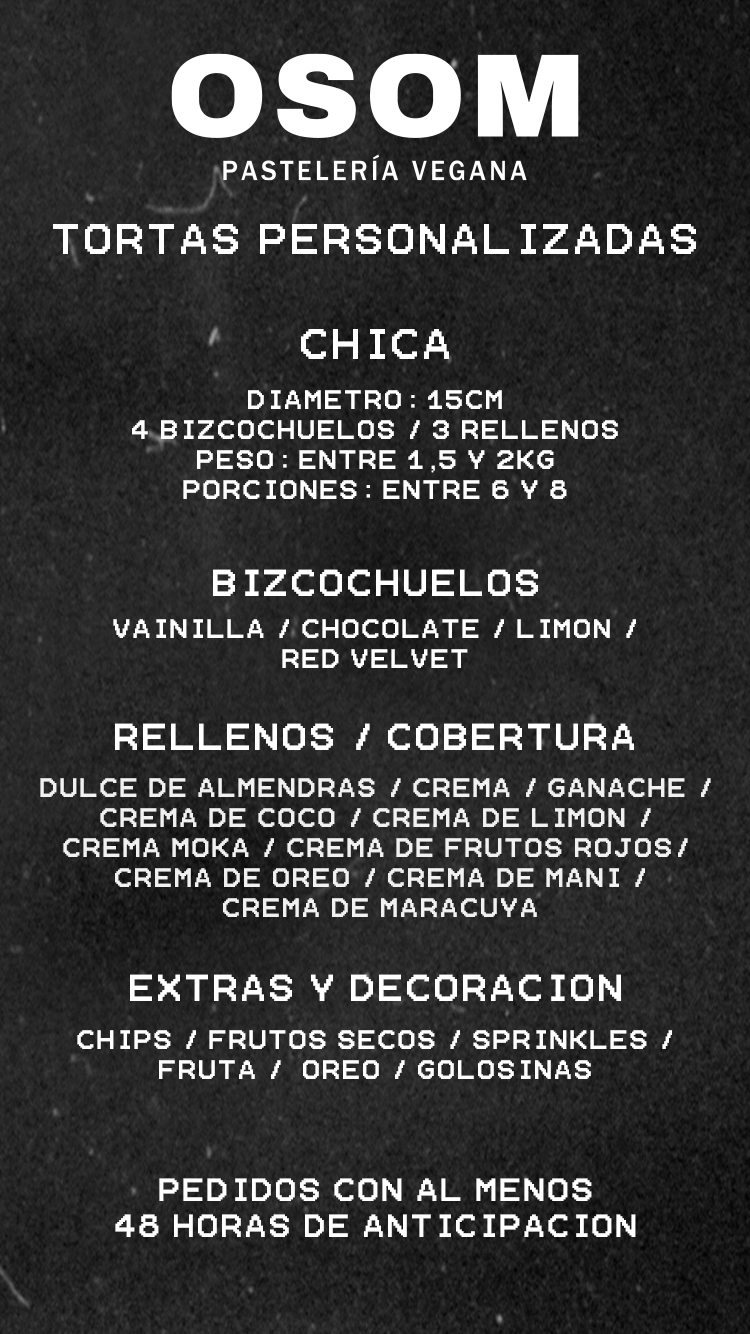 OSOM
PASTELERÍA VEGANA
TORTAS PERSONALIZADAS
CHICA
DIAMETRO: 15CM
4 BIZCOCHUELOS / 3 RELLENOS
PESO: ENTRE 1,5 Y 2KG
PORCIONES: ENTRE 6 Y 8
BIZCOCHUELOS
VAINILLA / CHOCOLATE / LIMON /
RED VELVET
RELLENOS / COBERTURA
DULCE DE ALMENDRAS / CREMA / GANACHE /
CREMA DE COCO / CREMA DE LIMON /
CREMA MOKA / CREMA DE FRUTOS ROJOS/
CREMA DE OREO / CREMA DE MANI /
CREMA DE MARACUYA
EXTRAS Y DECORACION
CHIPS / FRUTOS SECOS / SPRINKLES /
FRUTA / OREO / GOLOSINAS
PEDIDOS CON AL MENOS
48 HORAS DE ANTICIPACION